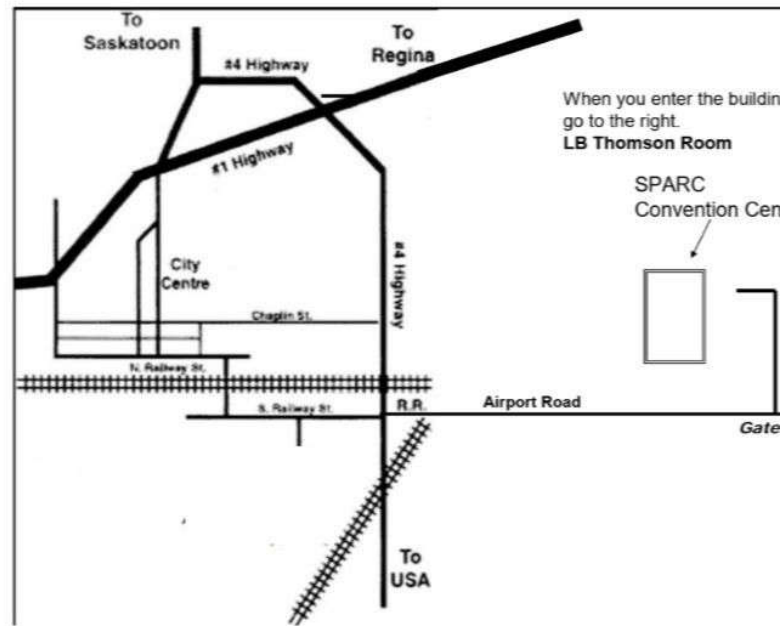 To
Saskatoon
To
Regina
#4 Highway
When you enter the buildin
go to the right.
LB Thomson Room
#1 Highway
SPARC
Convention Cen
City
Centre
#4 Highway
Chaplin St.
N. Railway St.
S. Railway St.
R.R.
Airport Road
Gate
To
USA